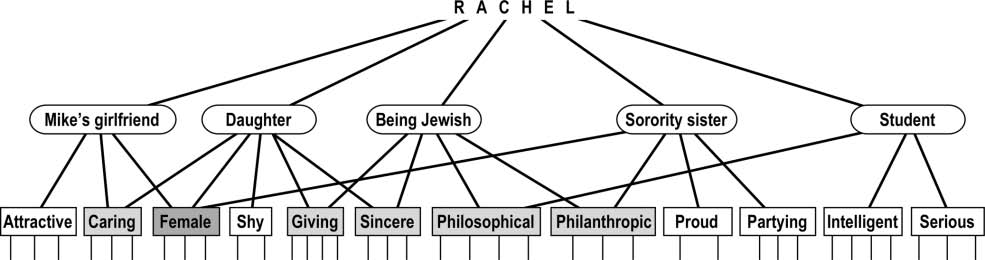 R A C H E L
Mike's girlfriend Daughter Being Jewish Sorority sister Student
Attractive Caring Female Shy Giving Sincere Philosophical Philanthropic Proud Partying Intelligent Serious